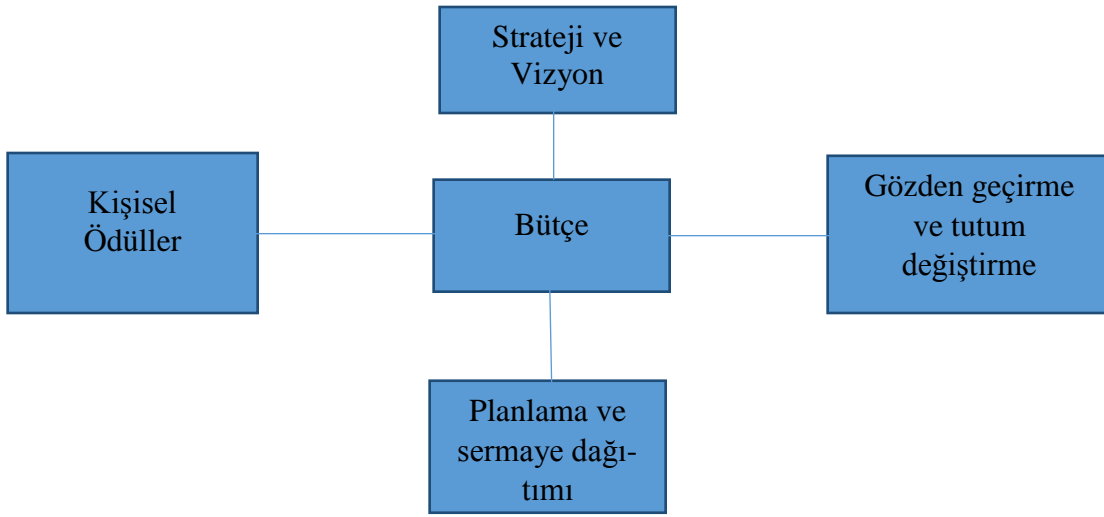 Strateji ve
Vizyon
Kişisel
Ödüller
Bütçe
Gözden geçirme
ve tutum
değiştirme
Planlama ve
sermaye dağı-
tımı